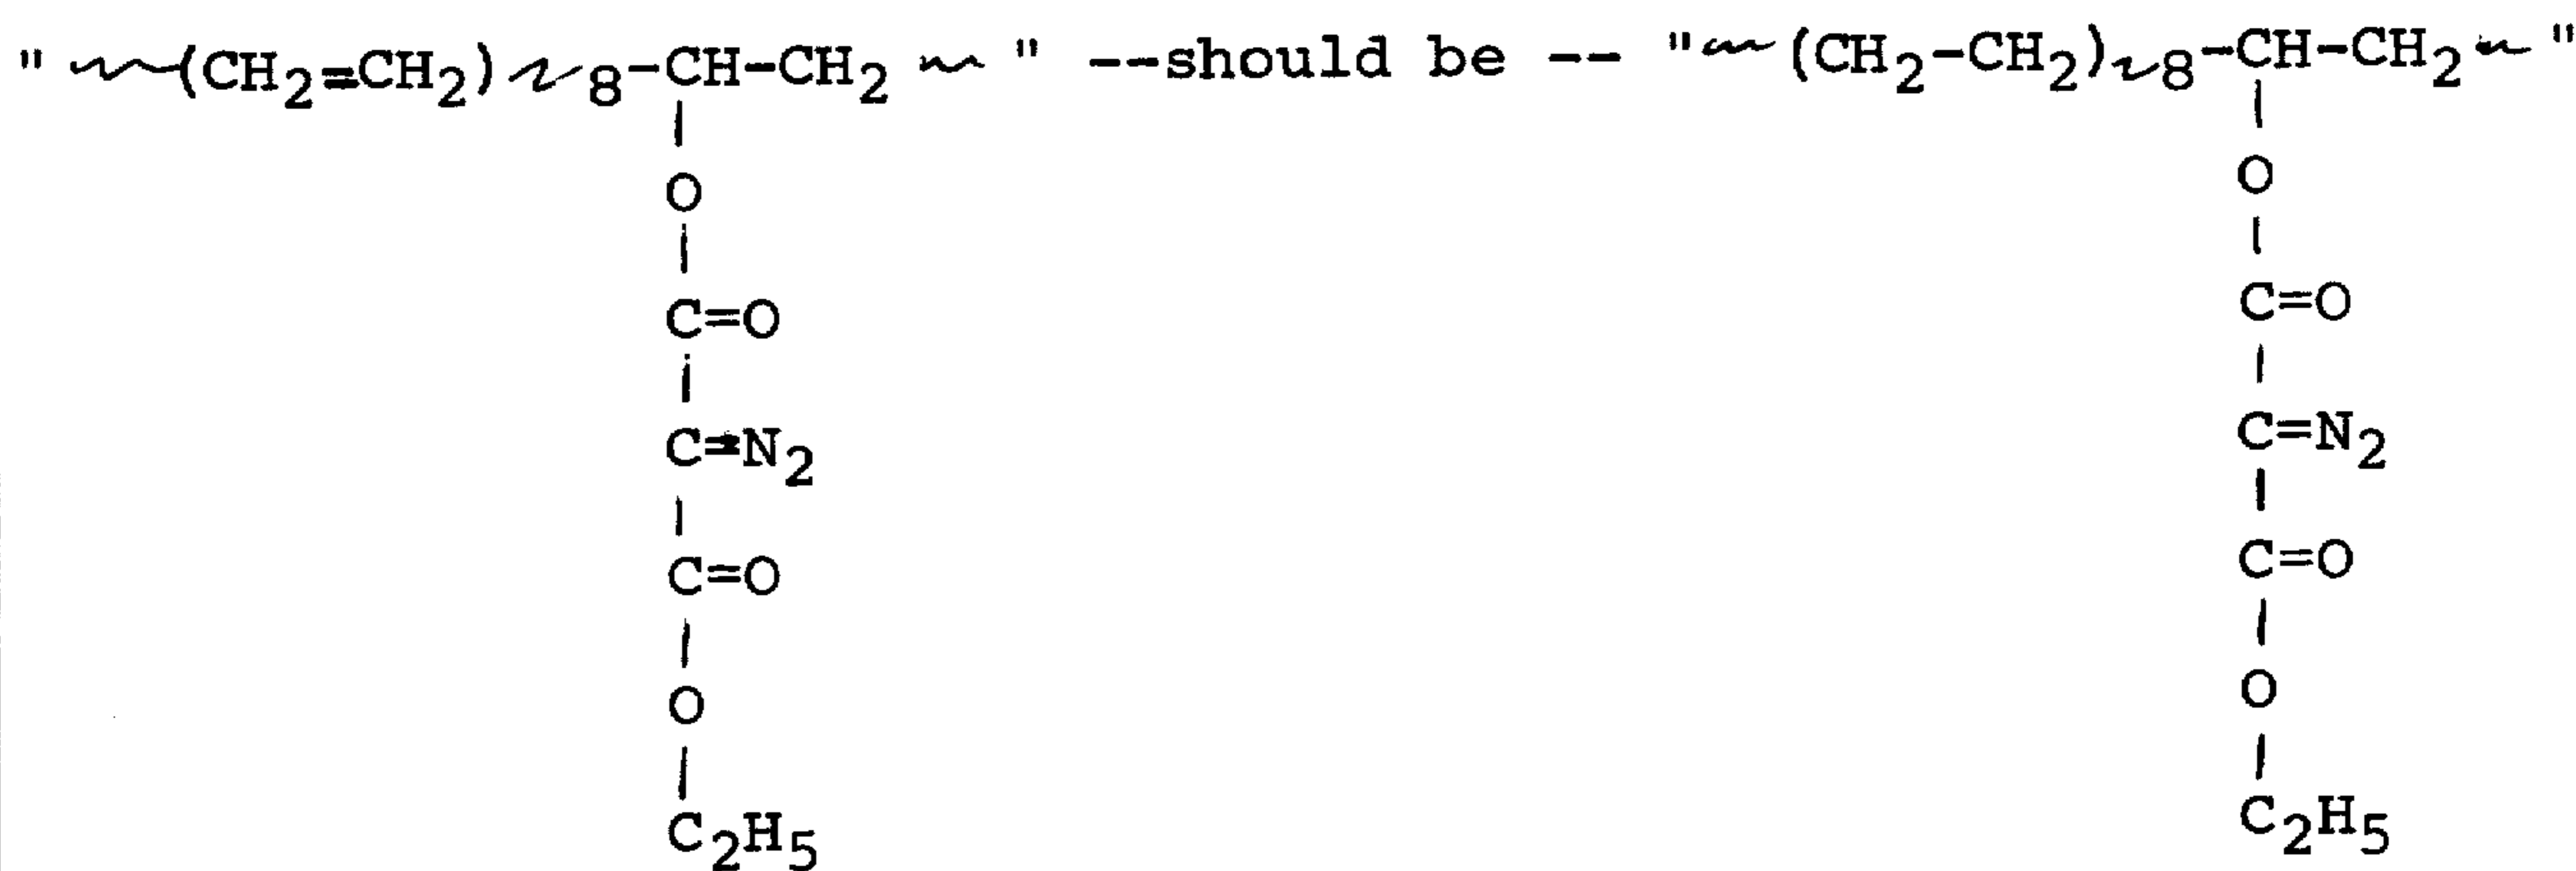 " ~(CH₂=CH₂)~8-CH-CH₂ ~ " --should be -- "~(CH₂-CH₂)~8-CH-CH₂~"
| |
O O
| |
C=O C=O
| |
C=N₂ C=N₂
| |
C=O C=O
| |
O O
| |
C₂H₅ C₂H₅